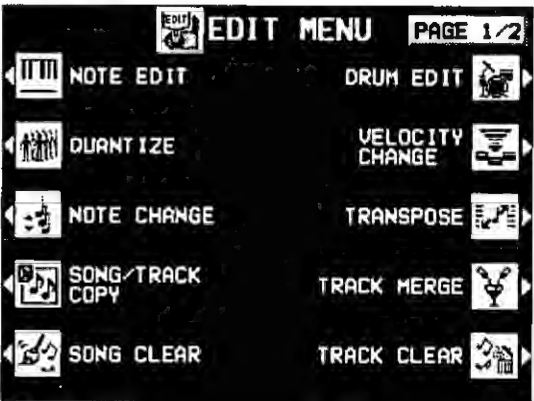 EDIT EDIT MENU PAGE 1/2
NOTE EDIT DRUM EDIT
QUANTIZE VELOCITY
CHANGE
NOTE CHANGE TRANSPOSE
SONG/TRACK
COPY TRACK MERGE
SONG CLEAR TRACK CLEAR